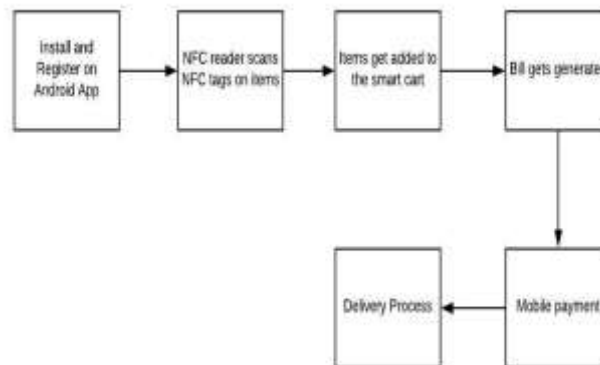 Install and
Register on
Android App
NFC reader scans
NFC tags on items
Items get added to
the smart cart
Bill gets generate
Mobile payment
Delivery Process